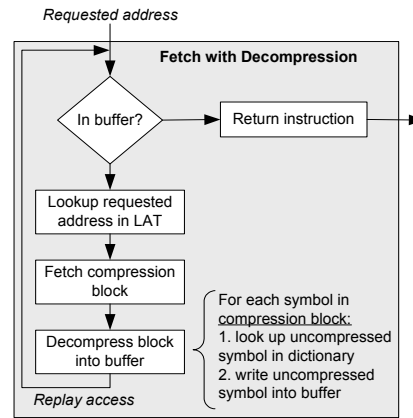 Requested address
Fetch with Decompression
In buffer?
Return instruction
Lookup requested
address in LAT
Fetch compression
block
Decompress block
into buffer
For each symbol in
compression block:
1. look up uncompressed
symbol in dictionary
2. write uncompressed
symbol into buffer
Replay access